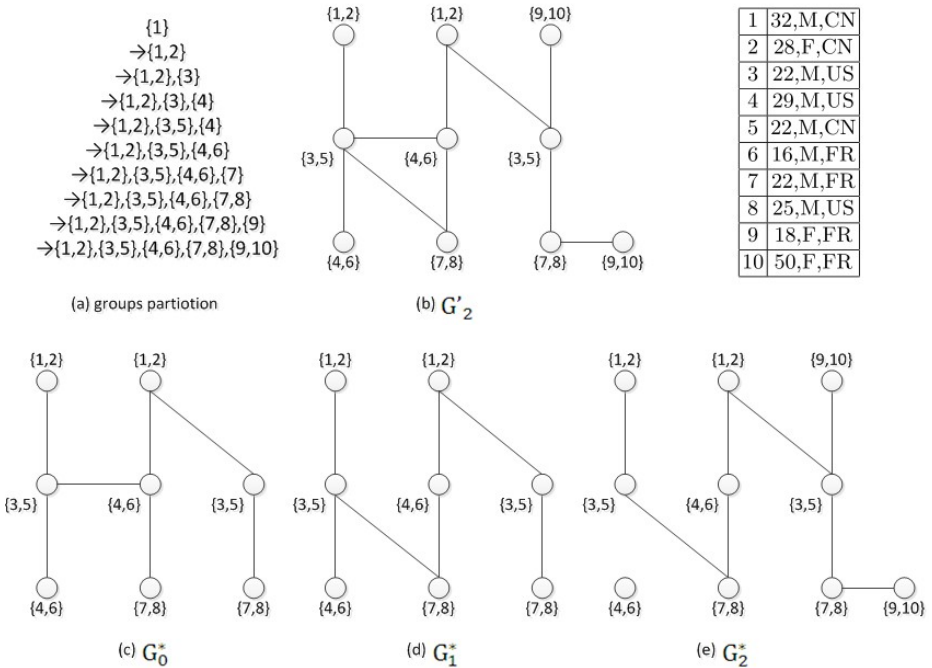 {1}
→{1,2}
→{1,2},{3}
→{1,2},{3},{4}
→{1,2},{3,5},{4}
→{1,2},{3,5},{4,6}
→{1,2},{3,5},{4,6},{7}
→{1,2},{3,5},{4,6},{7,8}
→{1,2},{3,5},{4,6},{7,8},{9}
→{1,2},{3,5},{4,6},{7,8},{9,10}
(a) groups partiotion
{1,2} {1,2} {9,10}
{3,5} {4,6} {3,5}
{4,6} {7,8} {7,8} {9,10}
(b) G'₂
1 32,M,CN
2 28,F,CN
3 22,M,US
4 29,M,US
5 22,M,CN
6 16,M,FR
7 22,M,FR
8 25,M,US
9 18,F,FR
10 50,F,FR
{1,2} {1,2}
{3,5} {4,6} {3,5}
{4,6} {7,8} {7,8}
(c) G*₀
{1,2} {1,2}
{3,5} {4,6} {3,5}
{4,6} {7,8} {7,8}
(d) G*₁
{1,2} {1,2} {9,10}
{3,5} {4,6} {3,5}
{4,6} {7,8} {7,8} {9,10}
(e) G*₂